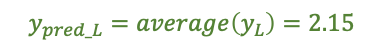 y_pred_L = average(y_L) = 2.15